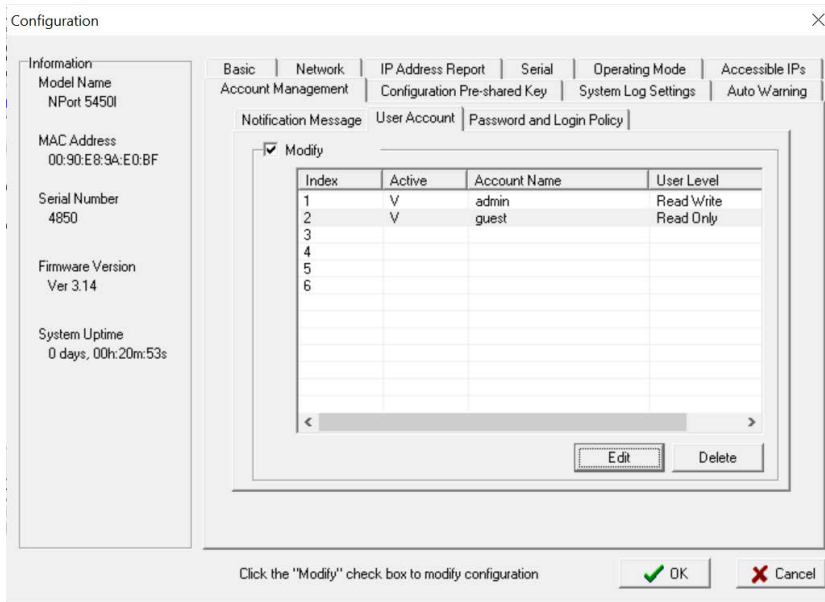 Configuration
Information
Model Name
NPort 5450I
MAC Address
00:90:E8:9A:E0:BF
Serial Number
4850
Firmware Version
Ver 3.14
System Uptime
0 days, 00h:20m:53s
Basic Network IP Address Report Serial Operating Mode Accessible IPs
Account Management Configuration Pre-shared Key System Log Settings Auto Warning
Notification Message User Account Password and Login Policy
Modify
Index Active Account Name User Level
1 V admin Read Write
2 V guest Read Only
3
4
5
6
Edit Delete
Click the "Modify" check box to modify configuration
OK Cancel